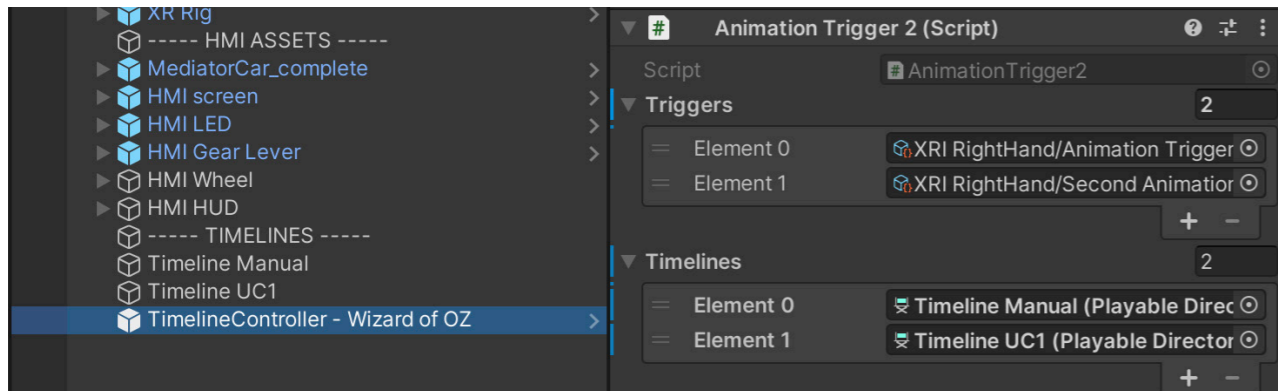 XR Rig
----- HMI ASSETS -----
MediatorCar_complete
HMI screen
HMI LED
HMI Gear Lever
HMI Wheel
HMI HUD
----- TIMELINES -----
Timeline Manual
Timeline UC1
TimelineController - Wizard of OZ
# Animation Trigger 2 (Script)
Script # AnimationTrigger2
Triggers 2
= Element 0 XRI RightHand/Animation Trigger
= Element 1 XRI RightHand/Second Animation
+ -
Timelines 2
= Element 0 Timeline Manual (Playable Direc
= Element 1 Timeline UC1 (Playable Director
+ -